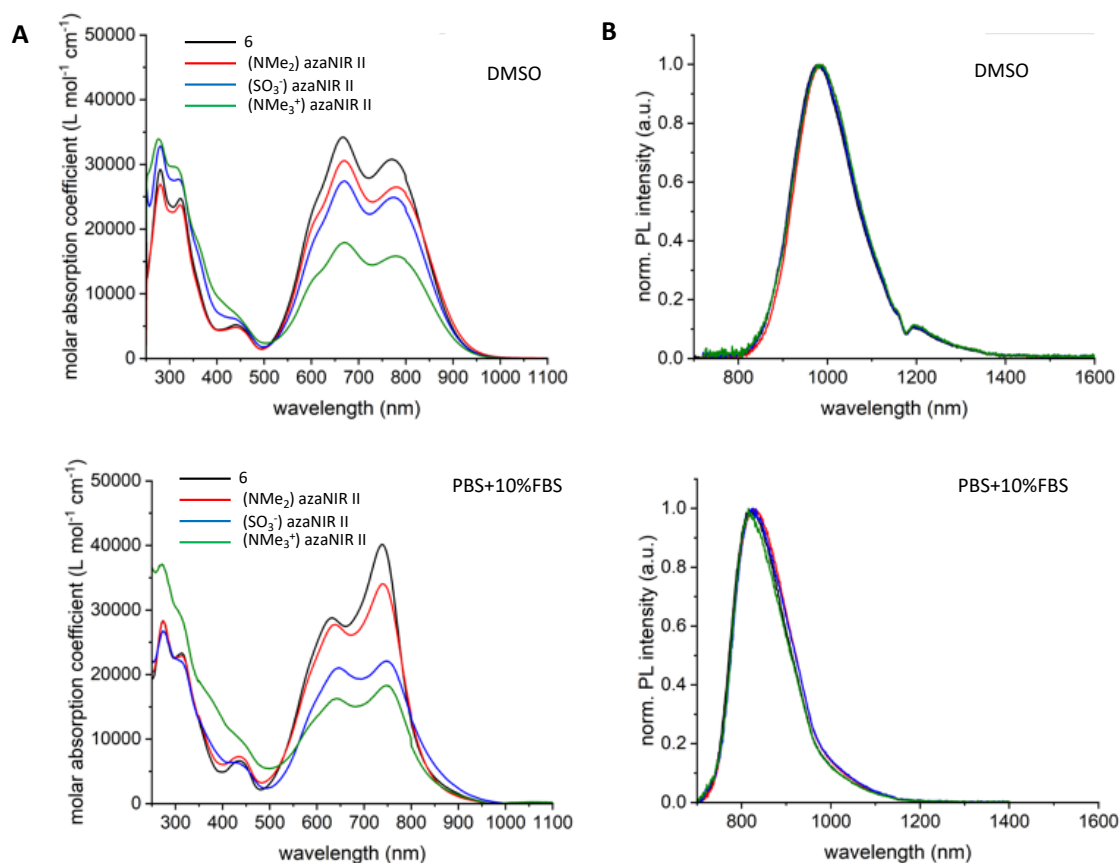 A
B
molar absorption coefficient (L mol⁻¹ cm⁻¹)
50000
40000
30000
20000
10000
0
6
(NMe₂) azaNIR II
(SO₃⁻) azaNIR II
(NMe₃⁺) azaNIR II
DMSO
300 400 500 600 700 800 900 1000 1100
wavelength (nm)
norm. PL intensity (a.u.)
1.0
0.8
0.6
0.4
0.2
0.0
DMSO
800 1000 1200 1400 1600
wavelength (nm)
molar absorption coefficient (L mol⁻¹ cm⁻¹)
50000
40000
30000
20000
10000
0
6
(NMe₂) azaNIR II
(SO₃⁻) azaNIR II
(NMe₃⁺) azaNIR II
PBS+10%FBS
300 400 500 600 700 800 900 1000 1100
wavelength (nm)
norm. PL intensity (a.u.)
1.0
0.8
0.6
0.4
0.2
0.0
PBS+10%FBS
800 1000 1200 1400 1600
wavelength (nm)